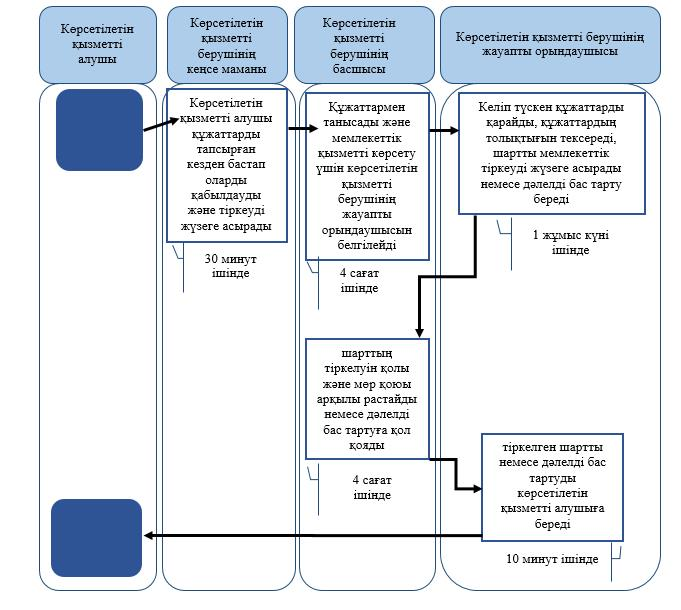 Көрсетілетін
қызметті
алушы
Көрсетілетін
қызметті
берушінің
кеңсе маманы
Көрсетілетін
қызметті
берушінің
басшысы
Көрсетілетін қызметті берушінің
жауапты орындаушысы
Көрсетілетін
қызметті алушы
құжаттарды
тапсырған
кезден бастап
оларды
қабылдауды
және тіркеуді
жүзеге асырады
30 минут
ішінде
Құжаттармен
танысады және
мемлекеттік
қызметті көрсету
үшін көрсетілетін
қызметті
берушінің
жауапты
орындаушысын
белгілейді
4 сағат
ішінде
Келіп түскен құжаттарды
қарайды, құжаттардың
толықтығын тексереді,
шартты мемлекеттік
тіркеуді жүзеге асырады
немесе дәлелді бас тарту
береді
1 жұмыс күні
ішінде
шарттың
тіркелуін қолы
және мөр қоюы
арқылы растайды
немесе дәлелді
бас тартуға қол
қояды
4 сағат
ішінде
тіркелген шартты
немесе дәлелді бас
тартуды
көрсетілетін
қызметті алушыға
береді
10 минут ішінде